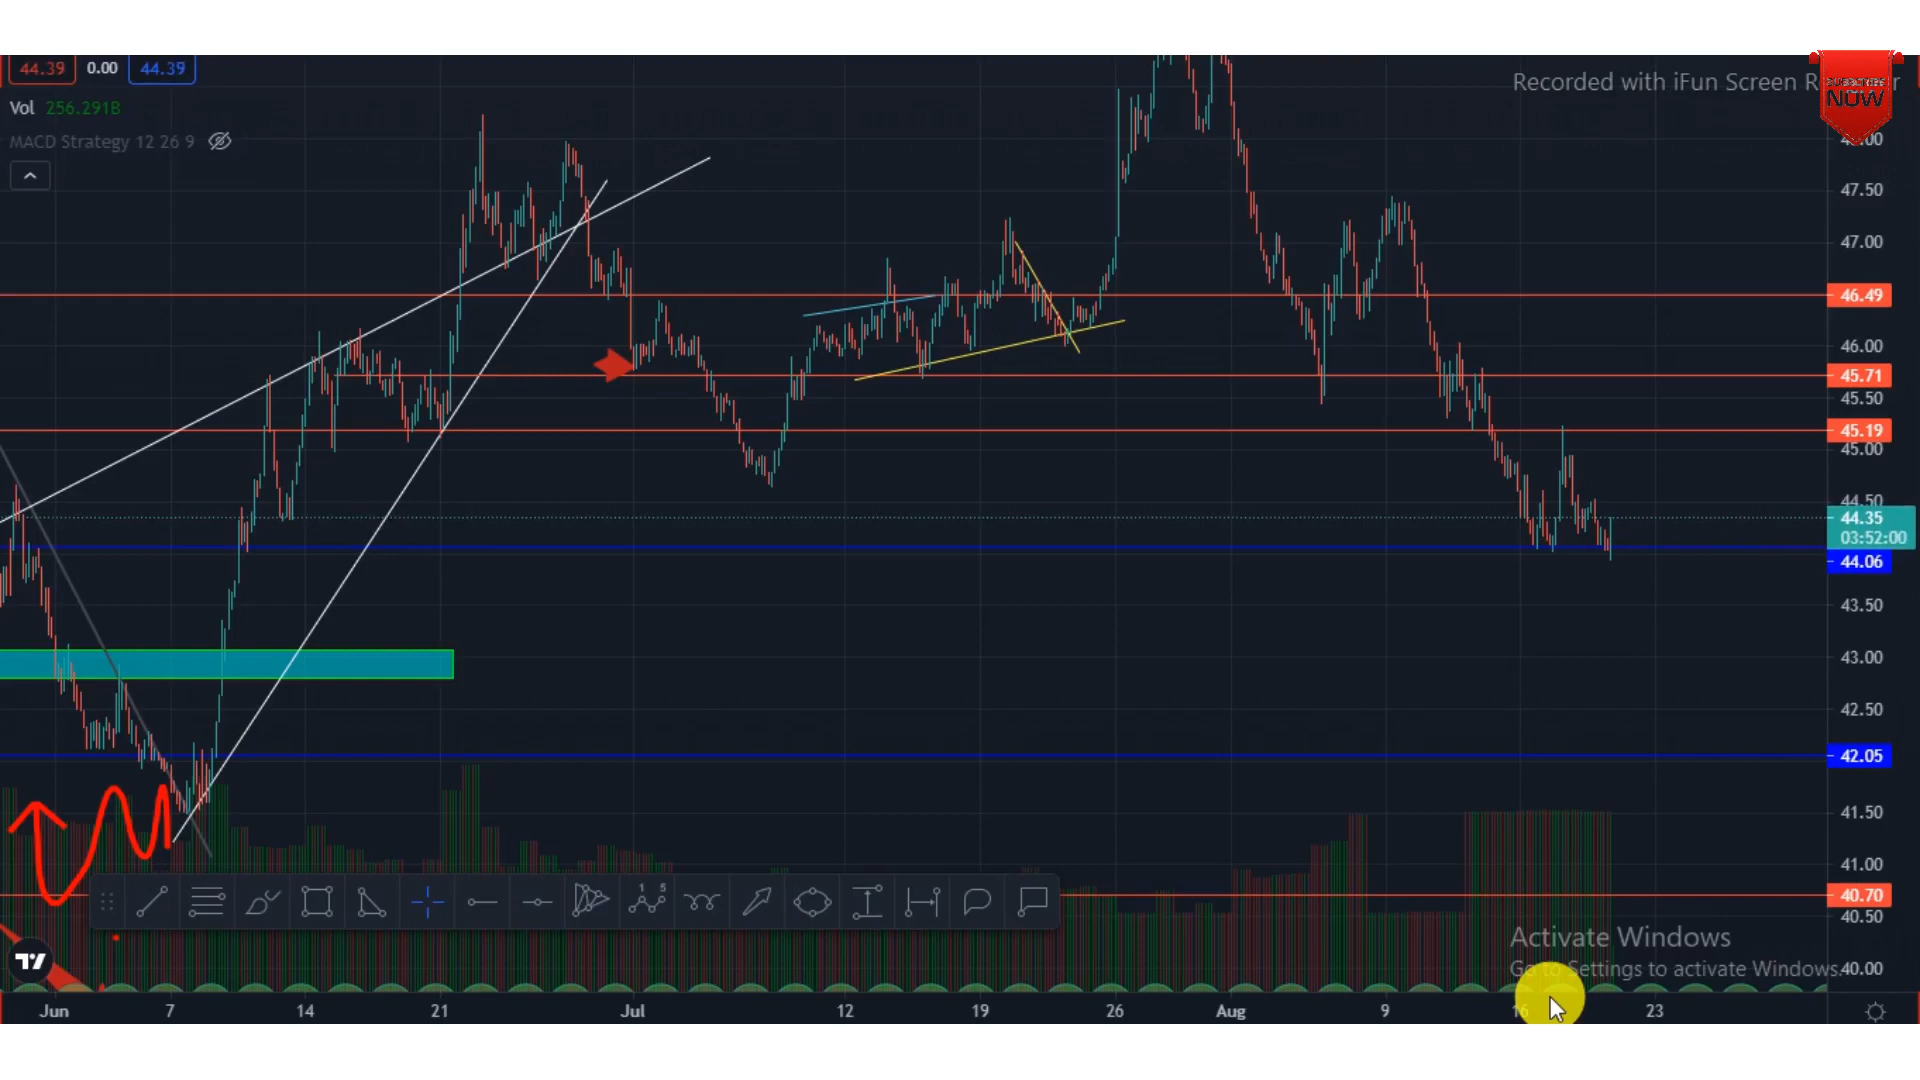 44.39 0.00 44.39
Recorded with iFun Screen R
NOW
Vol 256.291B
MACD Strategy 12 26 9
47.50
47.00
46.49
46.00
45.71
45.50
45.19
45.00
44.50
44.35
03:52:00
44.06
43.50
43.00
42.50
42.05
41.50
41.00
40.70
40.50
1 5
Activate Windows
Go to Settings to activate Windows.
40.00
Jun 7 14 21 Jul 12 19 26 Aug 9 16 23